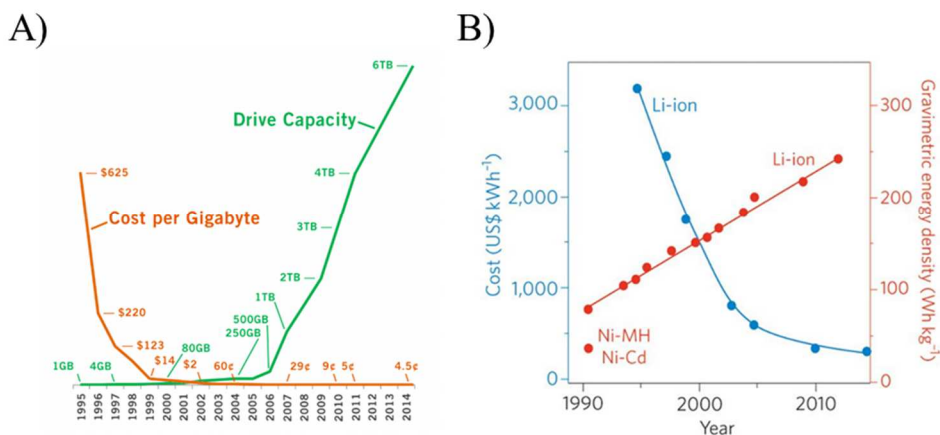 A)
6TB
Drive Capacity
$625
4TB
Cost per Gigabyte
3TB
2TB
$220
1TB
500GB
250GB
$123
80GB
1GB
4GB
$14
$2
60¢
29¢
9¢
5¢
4.5¢
1995
1996
1997
1998
1999
2000
2001
2002
2003
2004
2005
2006
2007
2008
2009
2010
2011
2012
2013
2014
B)
Cost (US$ kWh-1)
3,000
2,000
1,000
0
Li-ion
Li-ion
Ni-MH
Ni-Cd
300
200
100
0
Gravimetric energy
density (Wh kg-1)
1990
2000
2010
Year